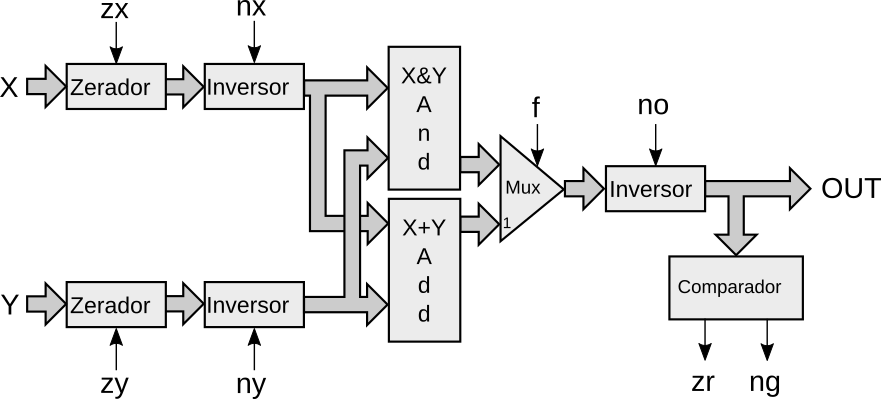 zx
nx
X
Zerador
Inversor
X&Y
A
n
d
f
no
Mux
1
Inversor
OUT
X+Y
A
d
d
Comparador
Y
Zerador
Inversor
zy
ny
zr
ng